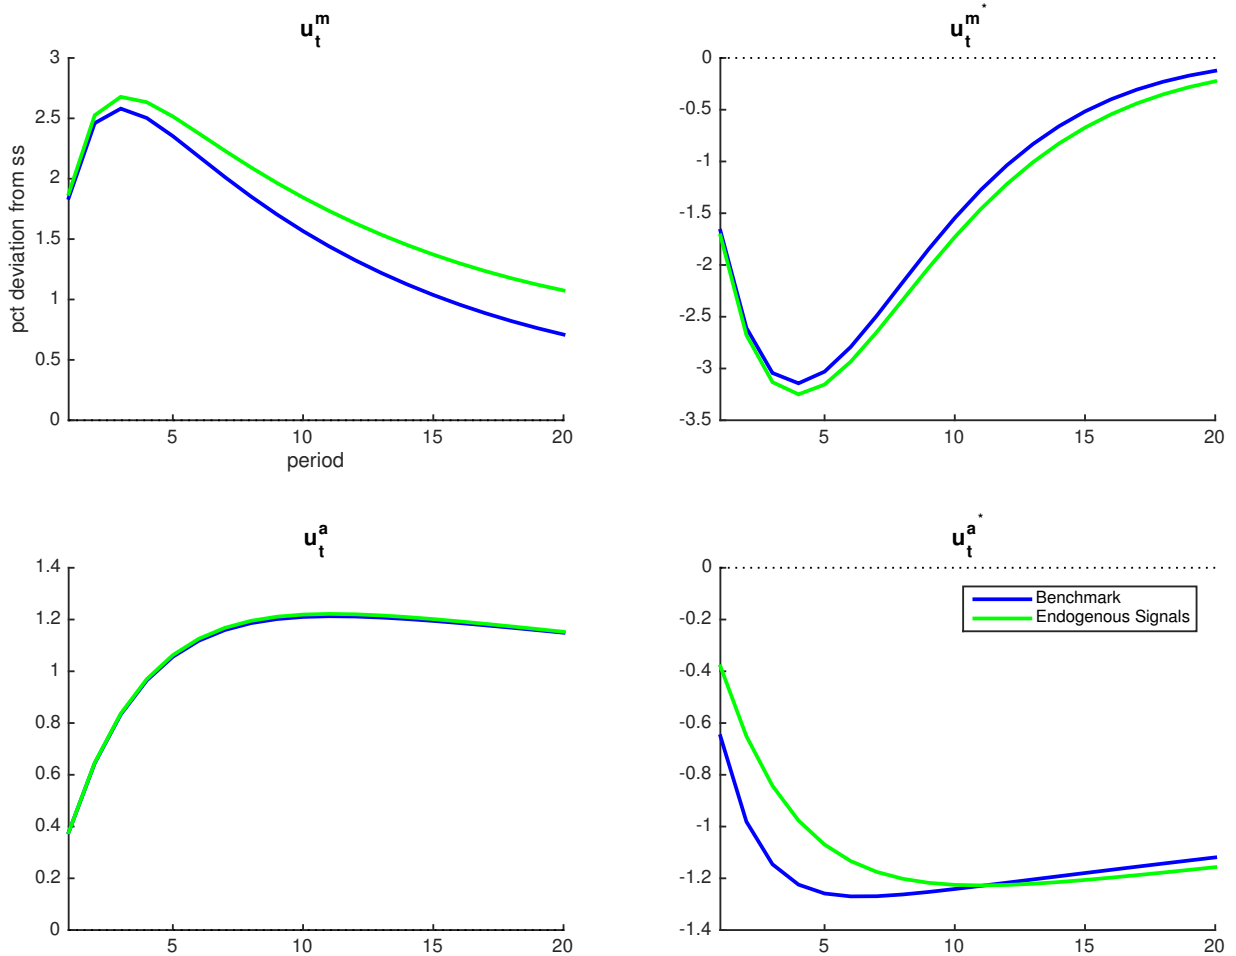 u_t^m
3
2.5
2
1.5
1
0.5
0
pct deviation from ss
5 10 15 20
period
u_t^{m*}
0
-0.5
-1
-1.5
-2
-2.5
-3
-3.5
5 10 15 20
u_t^a
1.4
1.2
1
0.8
0.6
0.4
0.2
0
5 10 15 20
u_t^{a*}
0
-0.2
-0.4
-0.6
-0.8
-1
-1.2
-1.4
5 10 15 20
Benchmark
Endogenous Signals